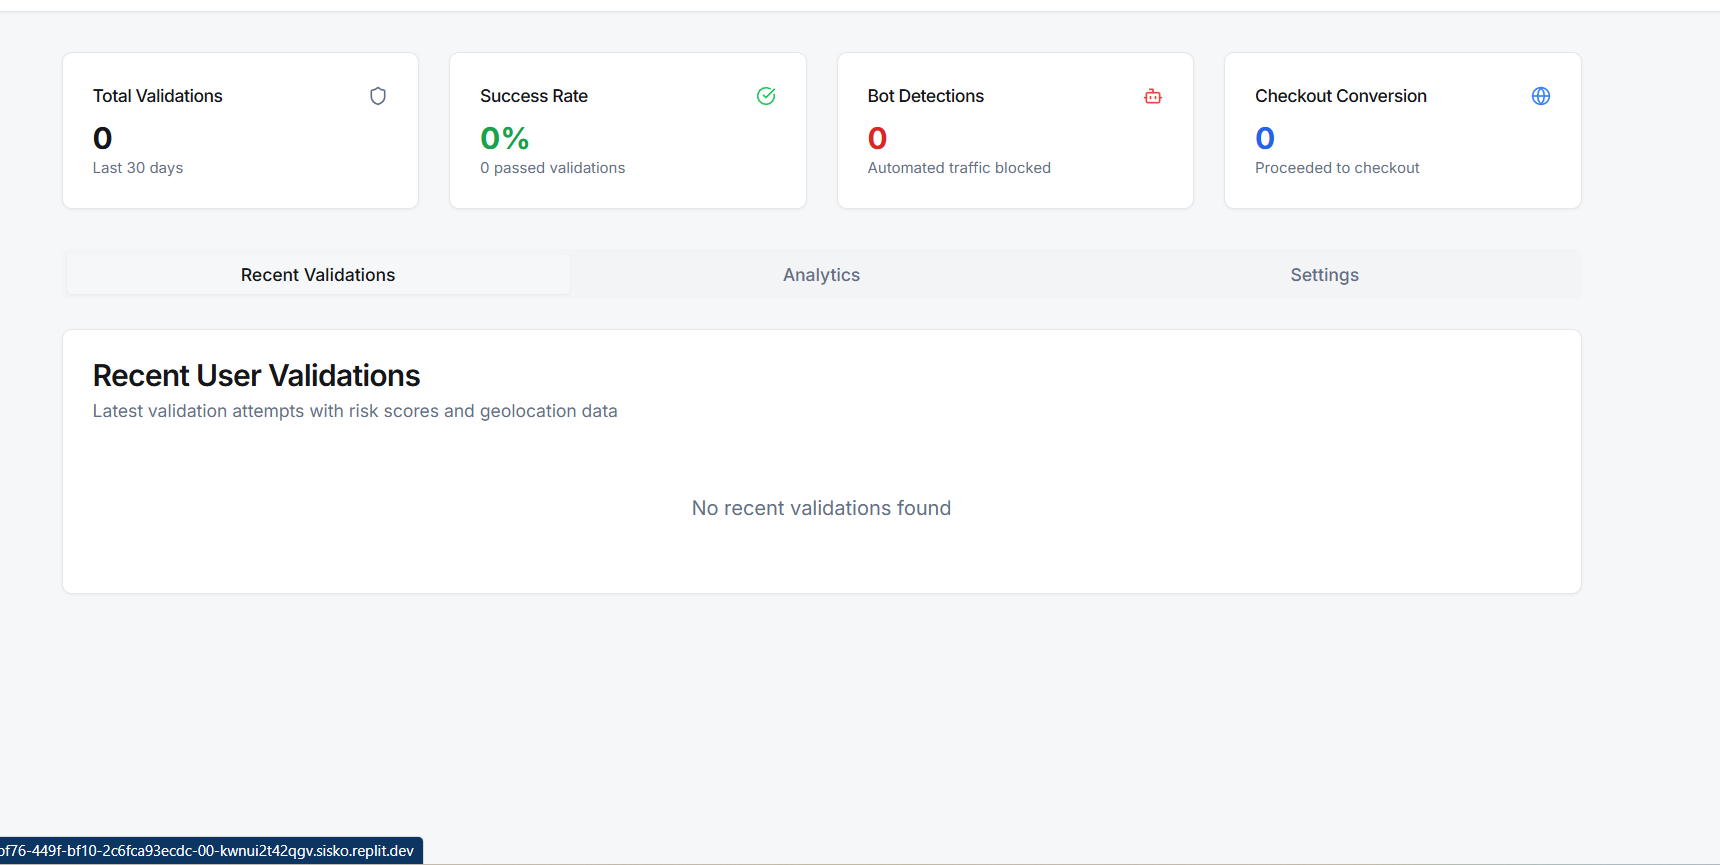 Total Validations
0
Last 30 days
Success Rate
0%
0 passed validations
Bot Detections
0
Automated traffic blocked
Checkout Conversion
0
Proceeded to checkout
Recent Validations
Analytics
Settings
Recent User Validations
Latest validation attempts with risk scores and geolocation data
No recent validations found
bf76-449f-bf10-2c6fca93ecdc-00-kwnui2t42qgv.sisko.replit.dev